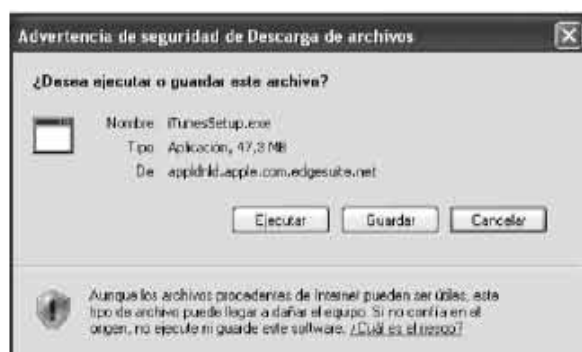 Advertencia de seguridad de Descarga de archivos
¿Desea ejecutar o guardar este archivo?
Nombre iTunesSetup.exe
Tipo Aplicación, 47,3 MB
De appldnld.apple.com.edgesuite.net
Ejecutar Guardar Cancelar
Aunque los archivos procedentes de Internet pueden ser útiles, este
tipo de archivo puede llegar a dañar el equipo. Si no confía en el
origen, no ejecute ni guarde este software. ¿Cuál es el riesgo?